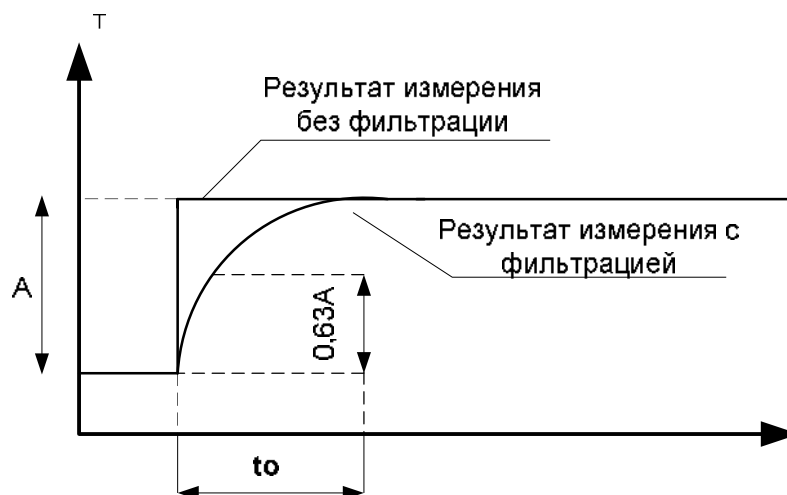 T
Результат измерения
без фильтрации
Результат измерения с
фильтрацией
A
0,63A
to